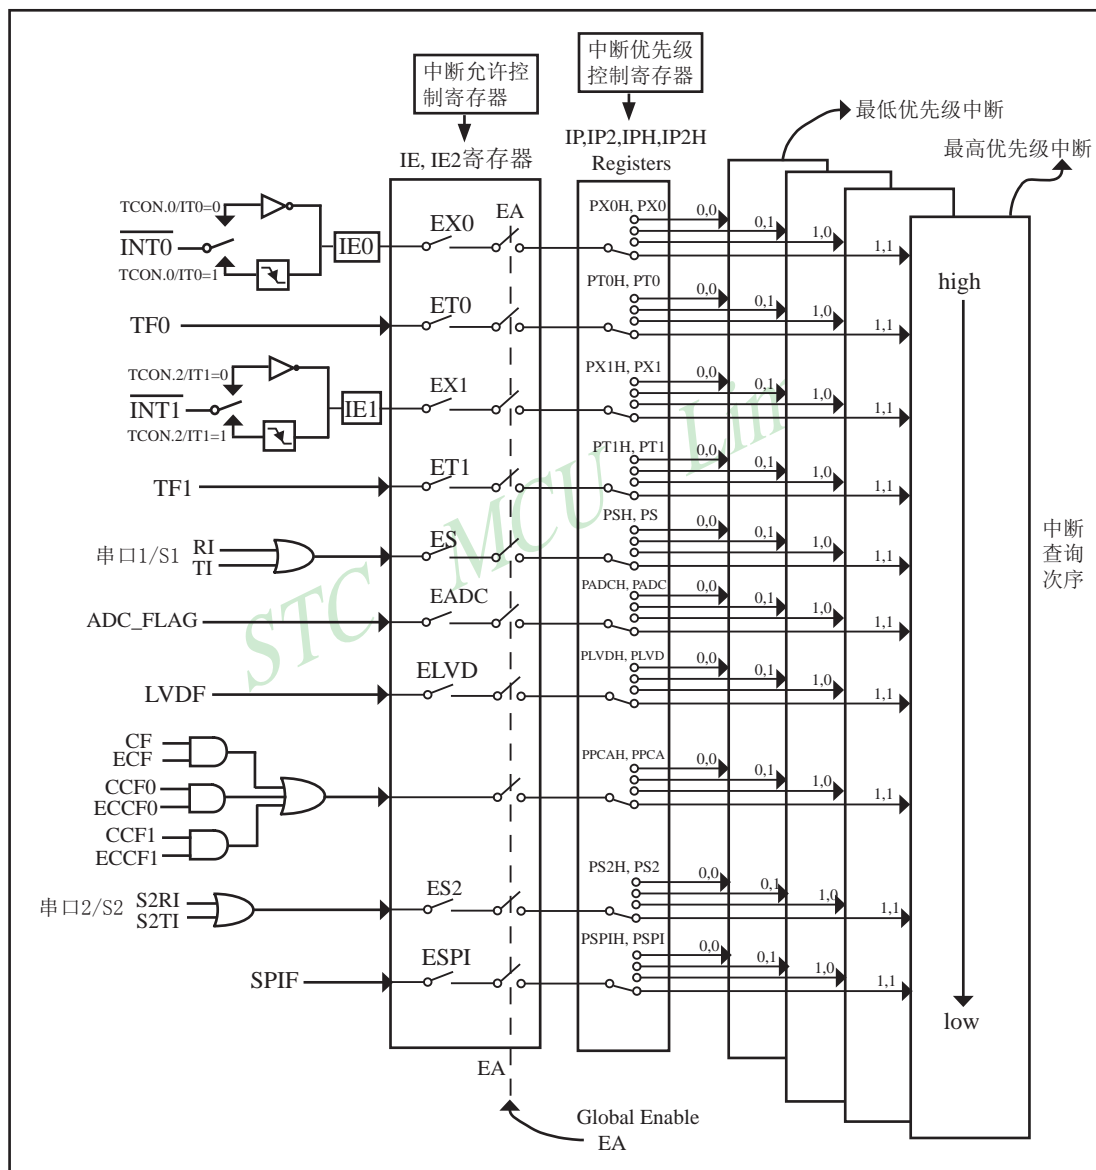 中断允许控
制寄存器
中断优先级
控制寄存器
IE, IE2寄存器
IP,IP2,IPH,IP2H
Registers
最低优先级中断
最高优先级中断
TCON.0/IT0=0
INT0
TCON.0/IT0=1
IE0
EX0
EA
PX0H, PX0
0,0
0,1
1,0
1,1
high
TF0
ET0
PT0H, PT0
0,0
0,1
1,0
1,1
TCON.2/IT1=0
INT1
TCON.2/IT1=1
IE1
EX1
PX1H, PX1
0,0
0,1
1,0
1,1
TF1
ET1
PT1H, PT1
0,0
0,1
1,0
1,1
串口1/S1
RI
TI
ES
PSH, PS
0,0
0,1
1,0
1,1
中断
查询
次序
ADC_FLAG
EADC
PADCH, PADC
0,0
0,1
1,0
1,1
LVDF
ELVD
PLVDH, PLVD
0,0
0,1
1,0
1,1
CF
ECF
CCF0
ECCF0
CCF1
ECCF1
PPCAH, PPCA
0,0
0,1
1,0
1,1
串口2/S2
S2RI
S2TI
ES2
PS2H, PS2
0,0
0,1
1,0
1,1
SPIF
ESPI
PSPIH, PSPI
0,0
0,1
1,0
1,1
low
EA
Global Enable
EA
STC MCU Lim